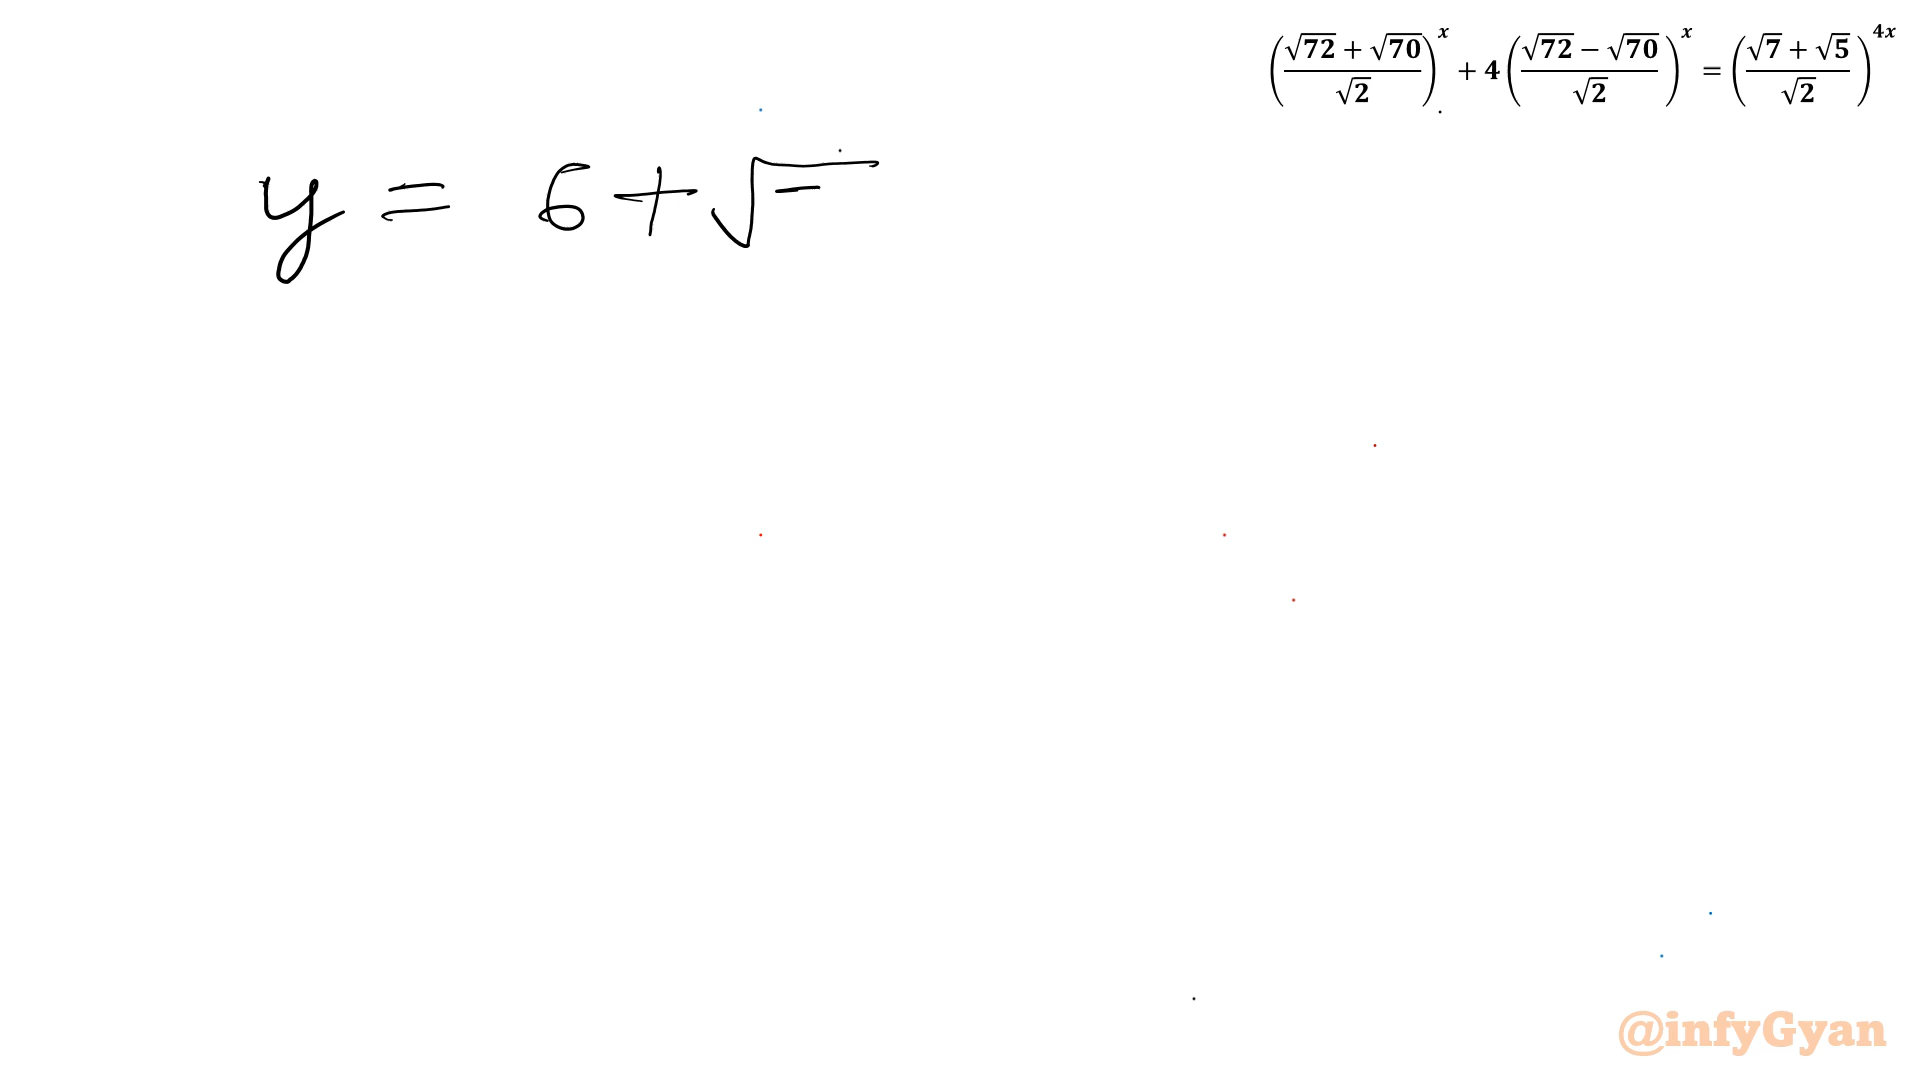 (√72 + √70 / √2)^x + 4 (√72 − √70 / √2)^x = (√7 + √5 / √2)^4x
y = 6 + √
@infyGyan